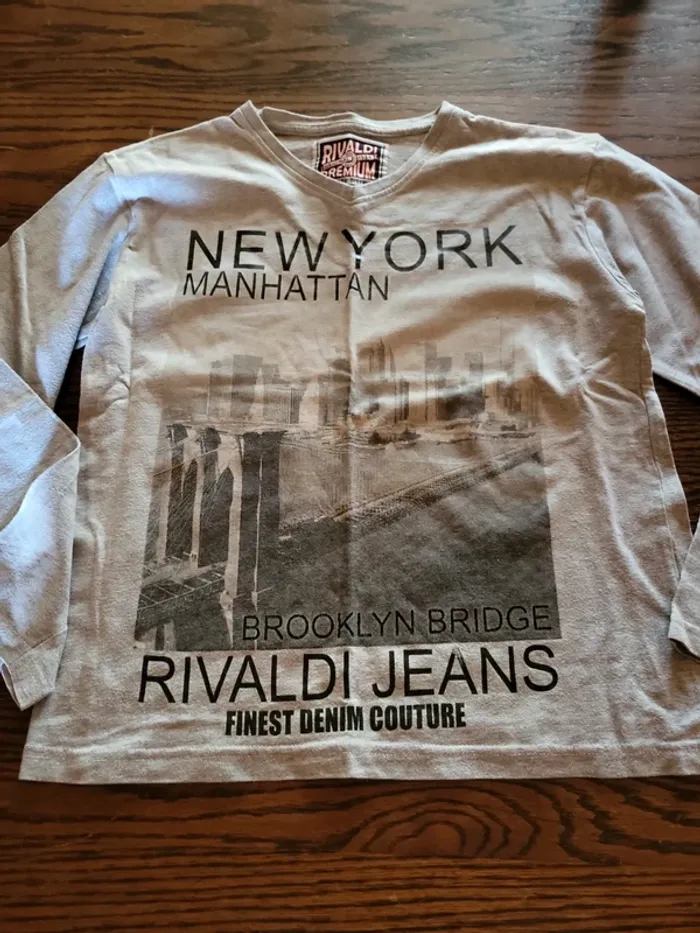 RIVALDI
PREMIUM
NEW YORK
MANHATTAN
BROOKLYN BRIDGE
RIVALDI JEANS
FINEST DENIM COUTURE